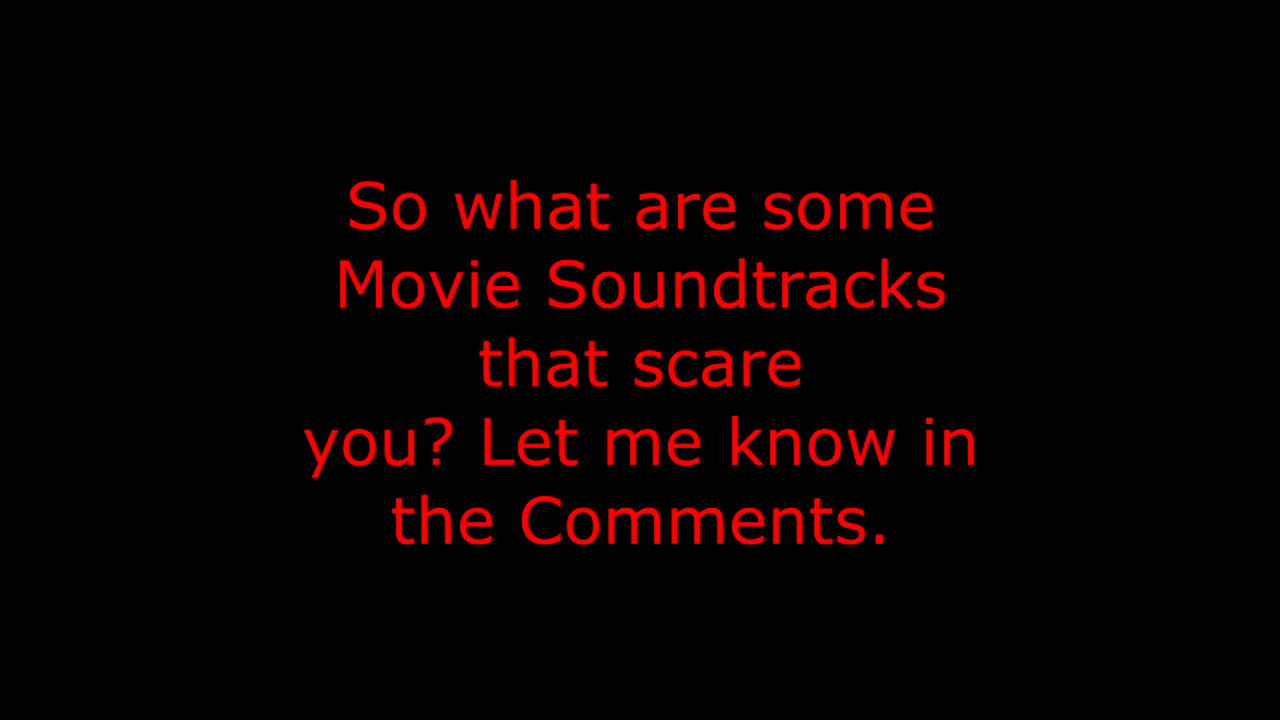 So what are some
Movie Soundtracks
that scare
you? Let me know in
the Comments.